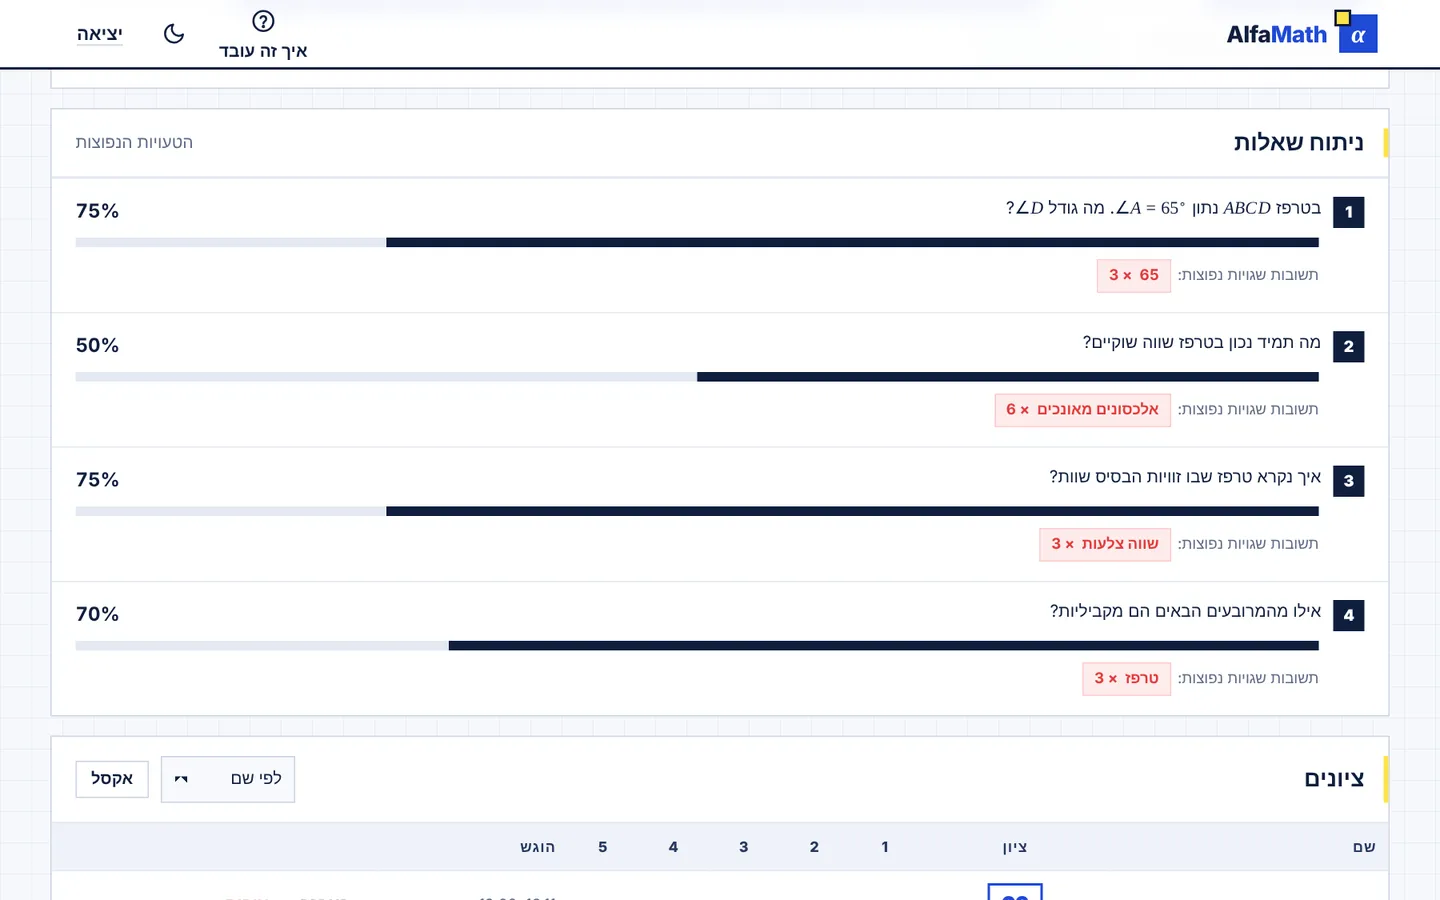 α AlfaMath
איך זה עובד
יציאה
ניתוח שאלות
הטעויות הנפוצות
1 בטרפז ABCD נתון ∠A = 65°. מה גודל ∠D?
75%
תשובות שגויות נפוצות: 65 × 3
2 מה תמיד נכון בטרפז שווה שוקיים?
50%
תשובות שגויות נפוצות: אלכסונים מאונכים × 6
3 איך נקרא טרפז שבו זוויות הבסיס שוות?
75%
תשובות שגויות נפוצות: שווה צלעות × 3
4 אילו מהמרובעים הבאים הם מקביליות?
70%
תשובות שגויות נפוצות: טרפז × 3
ציונים
לפי שם
אקסל
שם ציון 1 2 3 4 5 הוגש